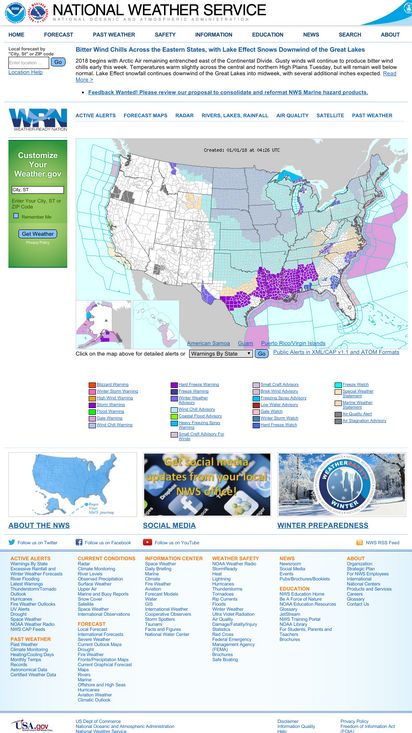 NATIONAL WEATHER SERVICE
NATIONAL OCEANIC AND ATMOSPHERIC ADMINISTRATION
HOME FORECAST PAST WEATHER SAFETY INFORMATION EDUCATION NEWS SEARCH ABOUT
Local forecast by
"City, St" or ZIP code
Enter location ...
Go
Location Help
Bitter Wind Chills Across the Eastern States, with Lake Effect Snows Downwind of the Great Lakes
2018 begins with Arctic Air remaining entrenched east of the Continental Divide. Gusty winds will continue to produce bitter wind
chills early this week. Temperatures warm slightly across the central and northern High Plains Tuesday, but will remain well below
normal. Lake Effect snowfall continues downwind of the Great Lakes into midweek, with several additional inches expected. Read
More >
Feedback Wanted! Please review our proposal to consolidate and reformat NWS Marine hazard products.
WRN
WEATHER-READY NATION
ACTIVE ALERTS FORECAST MAPS RADAR RIVERS, LAKES, RAINFALL AIR QUALITY SATELLITE PAST WEATHER
Customize
Your
Weather.gov
City, ST
Enter Your City, ST or
ZIP Code
Remember Me
Get Weather
Privacy Policy
Created: 01/01/18 at 04:26 UTC
American Samoa Guam Puerto Rico/Virgin Islands
Click on the map above for detailed alerts or
Warnings By State
Go
Public Alerts in XML/CAP v1.1 and ATOM Formats
Blizzard Warning
Winter Storm Warning
High Wind Warning
Storm Warning
Flood Warning
Gale Warning
Wind Chill Warning
Hard Freeze Warning
Freeze Warning
Winter Weather
Advisory
Wind Chill Advisory
Coastal Flood Advisory
Heavy Freezing Spray
Warning
Small Craft Advisory For
Winds
Small Craft Advisory
Brisk Wind Advisory
Freezing Spray Advisory
Low Water Advisory
Gale Watch
Winter Storm Watch
Hard Freeze Watch
Freeze Watch
Special Weather
Statement
Marine Weather
Statement
Air Quality Alert
Air Stagnation Advisory
Get social media
updates from your local
NWS office!
WEATHER-READY
WINTER
ABOUT THE NWS
SOCIAL MEDIA
WINTER PREPAREDNESS
Follow us on Twitter
Follow us on Facebook
Follow us on YouTube
NWS RSS Feed
ACTIVE ALERTS
Warnings By State
Excessive Rainfall and
Winter Weather Forecasts
River Flooding
Latest Warnings
Thunderstorm/Tornado
Outlook
Hurricanes
Fire Weather Outlooks
UV Alerts
Drought
Space Weather
NOAA Weather Radio
NWS CAP Feeds
PAST WEATHER
Past Weather
Climate Monitoring
Heating/Cooling Days
Monthly Temps
Records
Astronomical Data
Certified Weather Data
CURRENT CONDITIONS
Radar
Climate Monitoring
River Levels
Observed Precipitation
Surface Weather
Upper Air
Marine and Buoy Reports
Snow Cover
Satellite
Space Weather
International Observations
FORECAST
Local Forecast
International Forecasts
Severe Weather
Current Outlook Maps
Drought
Fire Weather
Fronts/Precipitation Maps
Current Graphical Forecast
Maps
Rivers
Marine
Offshore and High Seas
Hurricanes
Aviation Weather
Climatic Outlook
INFORMATION CENTER
Space Weather
Daily Briefing
Marine
Climate
Fire Weather
Aviation
Forecast Models
Water
GIS
International Weather
Cooperative Observers
Storm Spotters
Tsunami
Facts and Figures
National Water Center
WEATHER SAFETY
NOAA Weather Radio
StormReady
Heat
Lightning
Hurricanes
Thunderstorms
Tornadoes
Rip Currents
Floods
Winter Weather
Ultra Violet Radiation
Air Quality
Damage/Fatality/Injury
Statistics
Red Cross
Federal Emergency
Management Agency
(FEMA)
Brochures
Safe Boating
NEWS
Newsroom
Social Media
Events
Pubs/Brochures/Booklets
EDUCATION
NWS Education Home
Be A Force of Nature
NOAA Education Resources
Glossary
JetStream
NWS Training Portal
NOAA Library
For Students, Parents and
Teachers
Brochures
ABOUT
Organization
Strategic Plan
For NWS Employees
International
National Centers
Products and Services
Careers
Glossary
Contact Us
USA.gov
US Dept of Commerce
National Oceanic and Atmospheric Administration
National Weather Service
Disclaimer
Information Quality
Help
Privacy Policy
Freedom of Information Act
(FOIA)